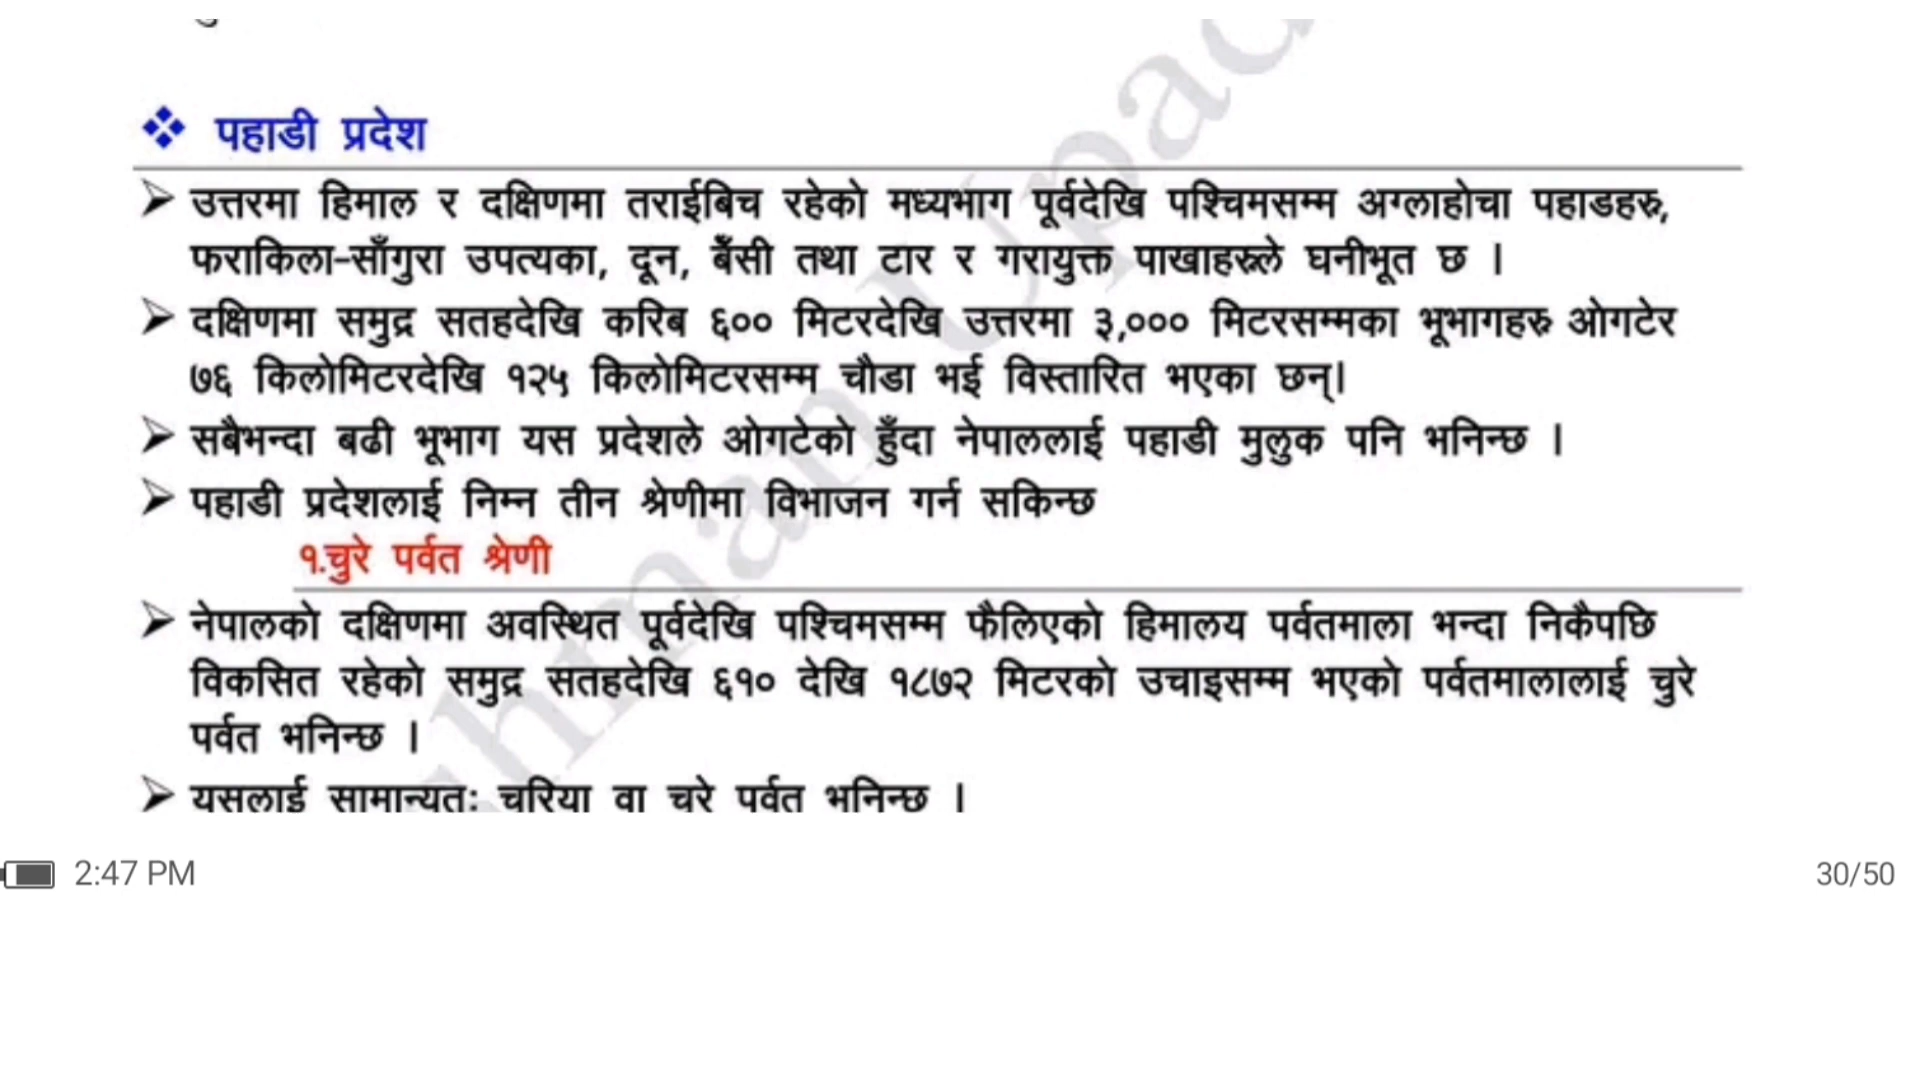 ❖ पहाडी प्रदेश
➢ उत्तरमा हिमाल र दक्षिणमा तराईबिच रहेको मध्यभाग पूर्वदेखि पश्चिमसम्म अग्लाहोचा पहाडहरु,
फराकिला-साँगुरा उपत्यका, दून, बैँसी तथा टार र गरायुक्त पाखाहरुले घनीभूत छ ।
➢ दक्षिणमा समुद्र सतहदेखि करिब ६०० मिटरदेखि उत्तरमा ३,००० मिटरसम्मका भूभागहरु ओगटेर
७६ किलोमिटरदेखि १२५ किलोमिटरसम्म चौडा भई विस्तारित भएका छन्।
➢ सबैभन्दा बढी भूभाग यस प्रदेशले ओगटेको हुँदा नेपाललाई पहाडी मुलुक पनि भनिन्छ ।
➢ पहाडी प्रदेशलाई निम्न तीन श्रेणीमा विभाजन गर्न सकिन्छ
१.चुरे पर्वत श्रेणी
➢ नेपालको दक्षिणमा अवस्थित पूर्वदेखि पश्चिमसम्म फैलिएको हिमालय पर्वतमाला भन्दा निकैपछि
विकसित रहेको समुद्र सतहदेखि ६१० देखि १८७२ मिटरको उचाइसम्म भएको पर्वतमालालाई चुरे
पर्वत भनिन्छ ।
➢ यसलाई सामान्यतः चुरिया वा चुरे पर्वत भनिन्छ ।
2:47 PM
30/50